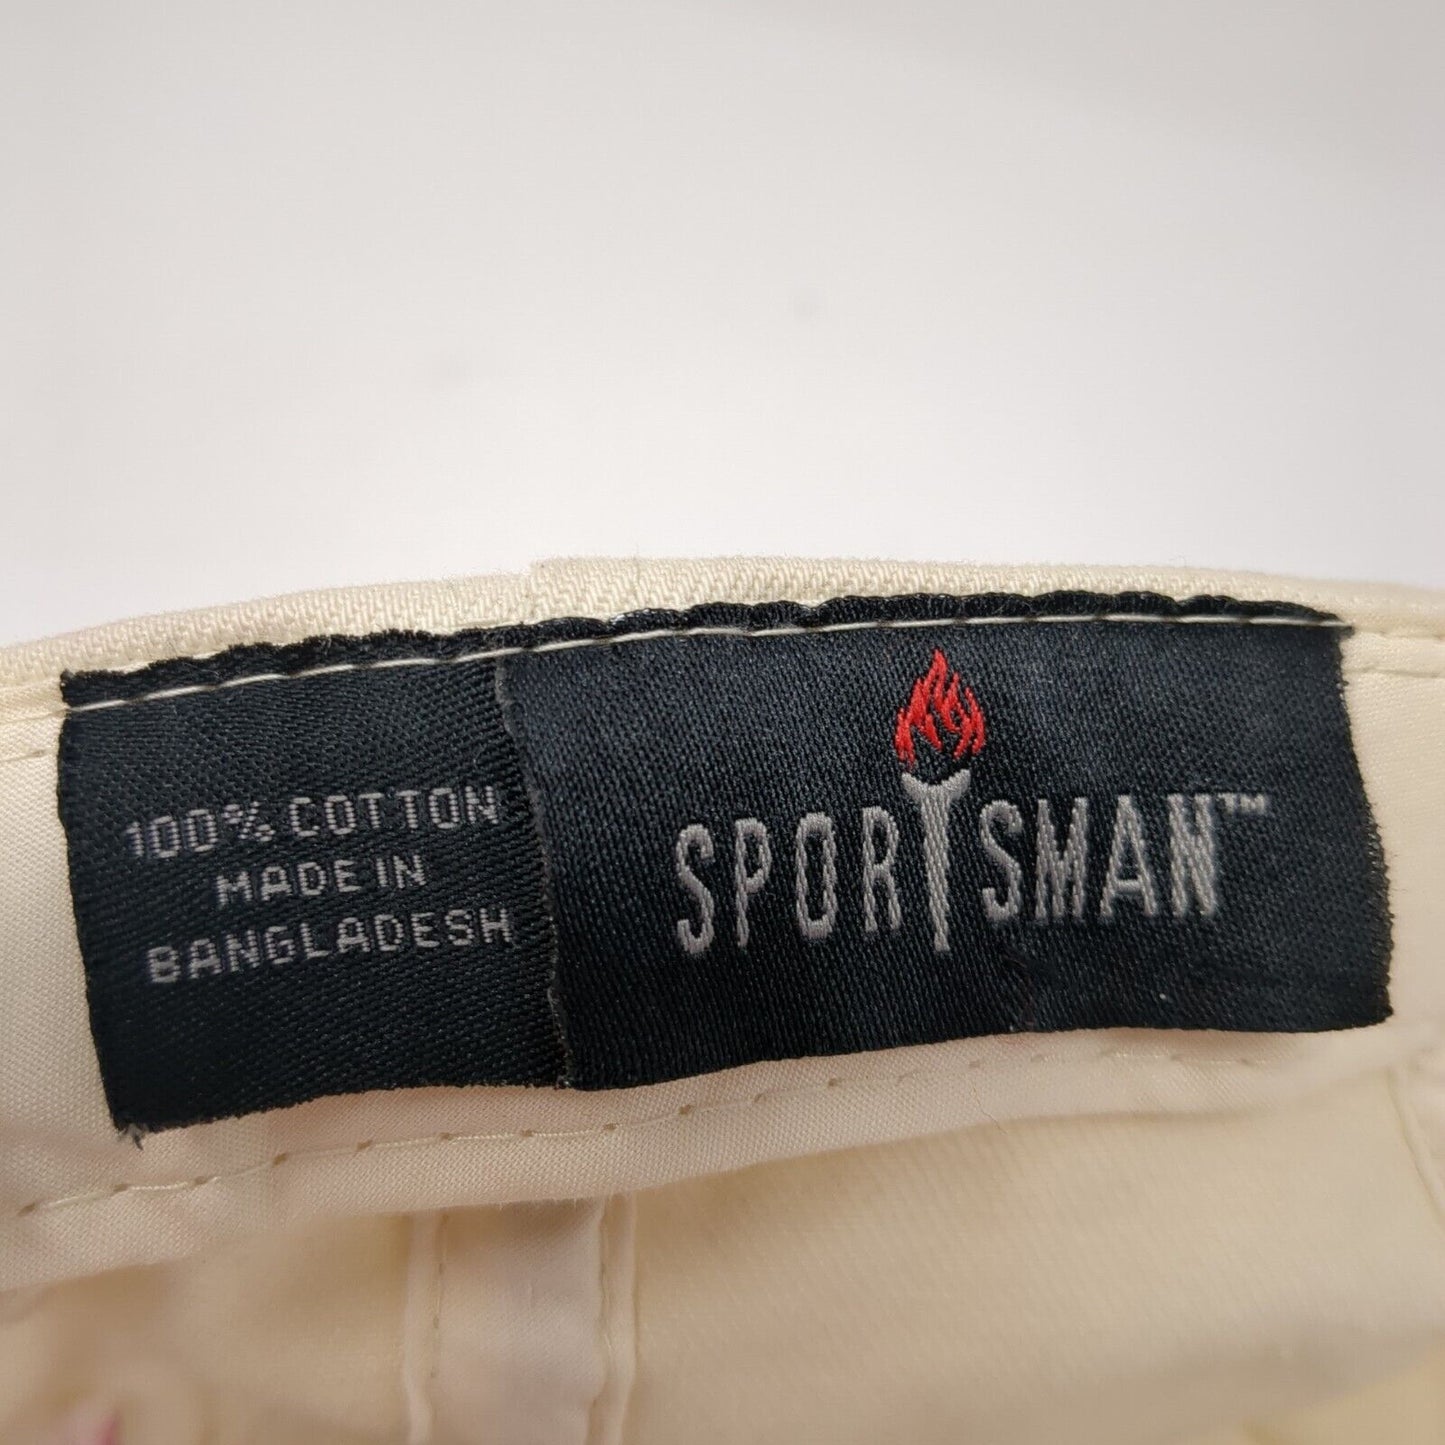 100% COTTON
MADE IN
BANGLADESH
SPORTSMAN™